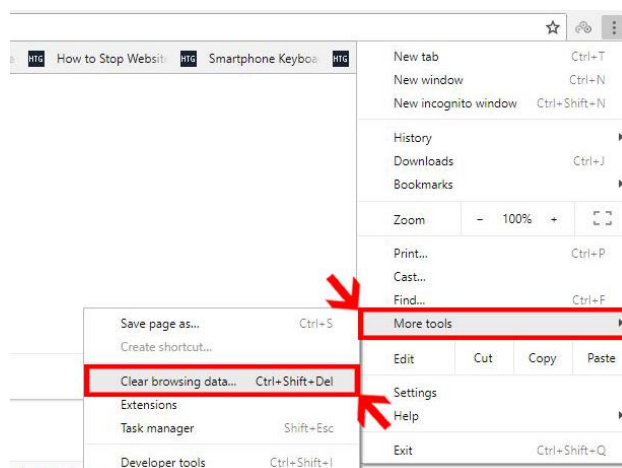 HTG How to Stop Websit HTG Smartphone Keyboa HTG
New tab Ctrl+T
New window Ctrl+N
New incognito window Ctrl+Shift+N
History
Downloads Ctrl+J
Bookmarks
Zoom - 100% +
Print... Ctrl+P
Cast...
Find... Ctrl+F
More tools
Edit Cut Copy Paste
Settings
Help
Exit Ctrl+Shift+Q
Save page as... Ctrl+S
Create shortcut...
Clear browsing data... Ctrl+Shift+Del
Extensions
Task manager Shift+Esc
Developer tools Ctrl+Shift+I